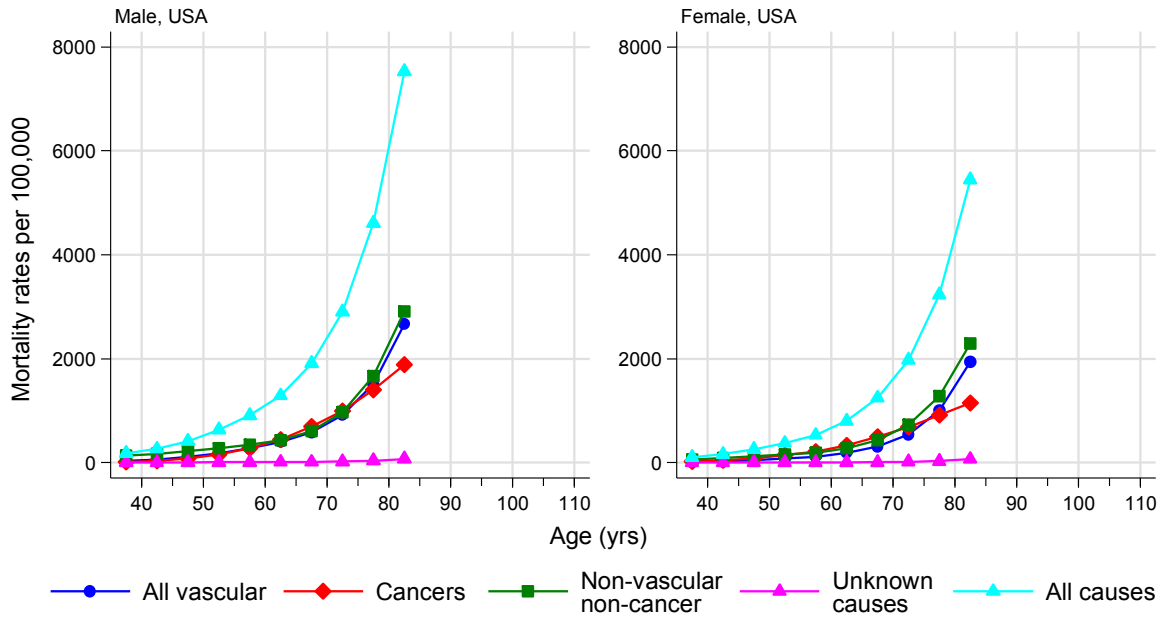 Male, USA
Female, USA
Mortality rates per 100,000
8000
6000
4000
2000
0
40 50 60 70 80 90 100 110
8000
6000
4000
2000
0
40 50 60 70 80 90 100 110
Age (yrs)
All vascular
Cancers
Non-vascular
non-cancer
Unknown
causes
All causes